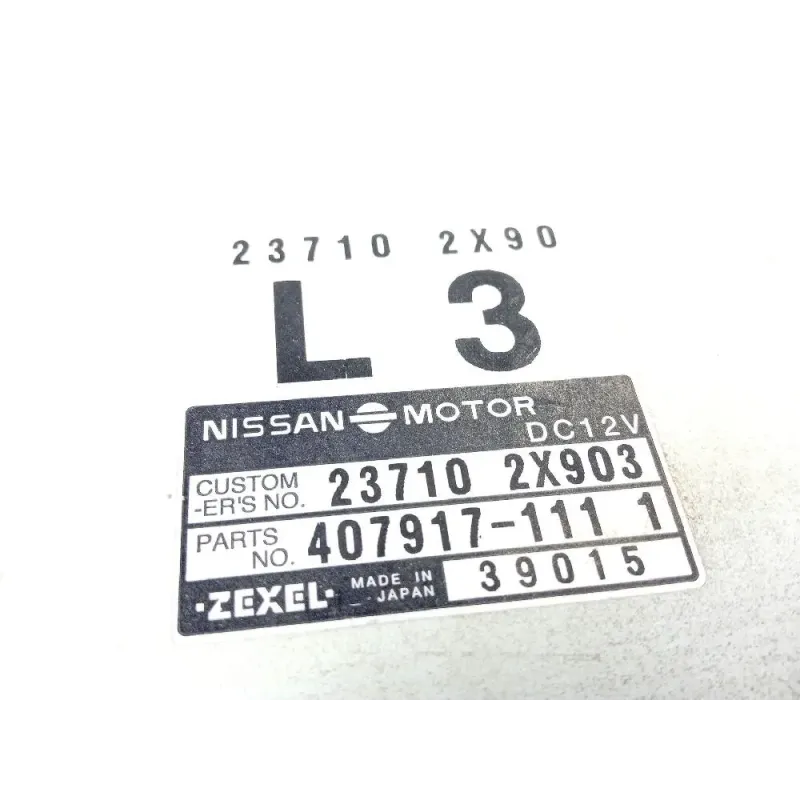 23710 2X90
L 3
NISSAN MOTOR
DC12V
CUSTOM
-ER'S NO. 23710 2X903
PARTS
NO. 407917-111 1
·ZEXEL· MADE IN
JAPAN 39015